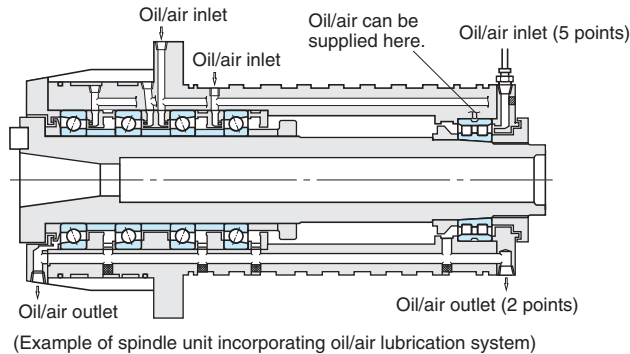 Oil/air inlet
Oil/air inlet
Oil/air can be
supplied here.
Oil/air inlet (5 points)
Oil/air outlet
Oil/air outlet (2 points)
(Example of spindle unit incorporating oil/air lubrication system)